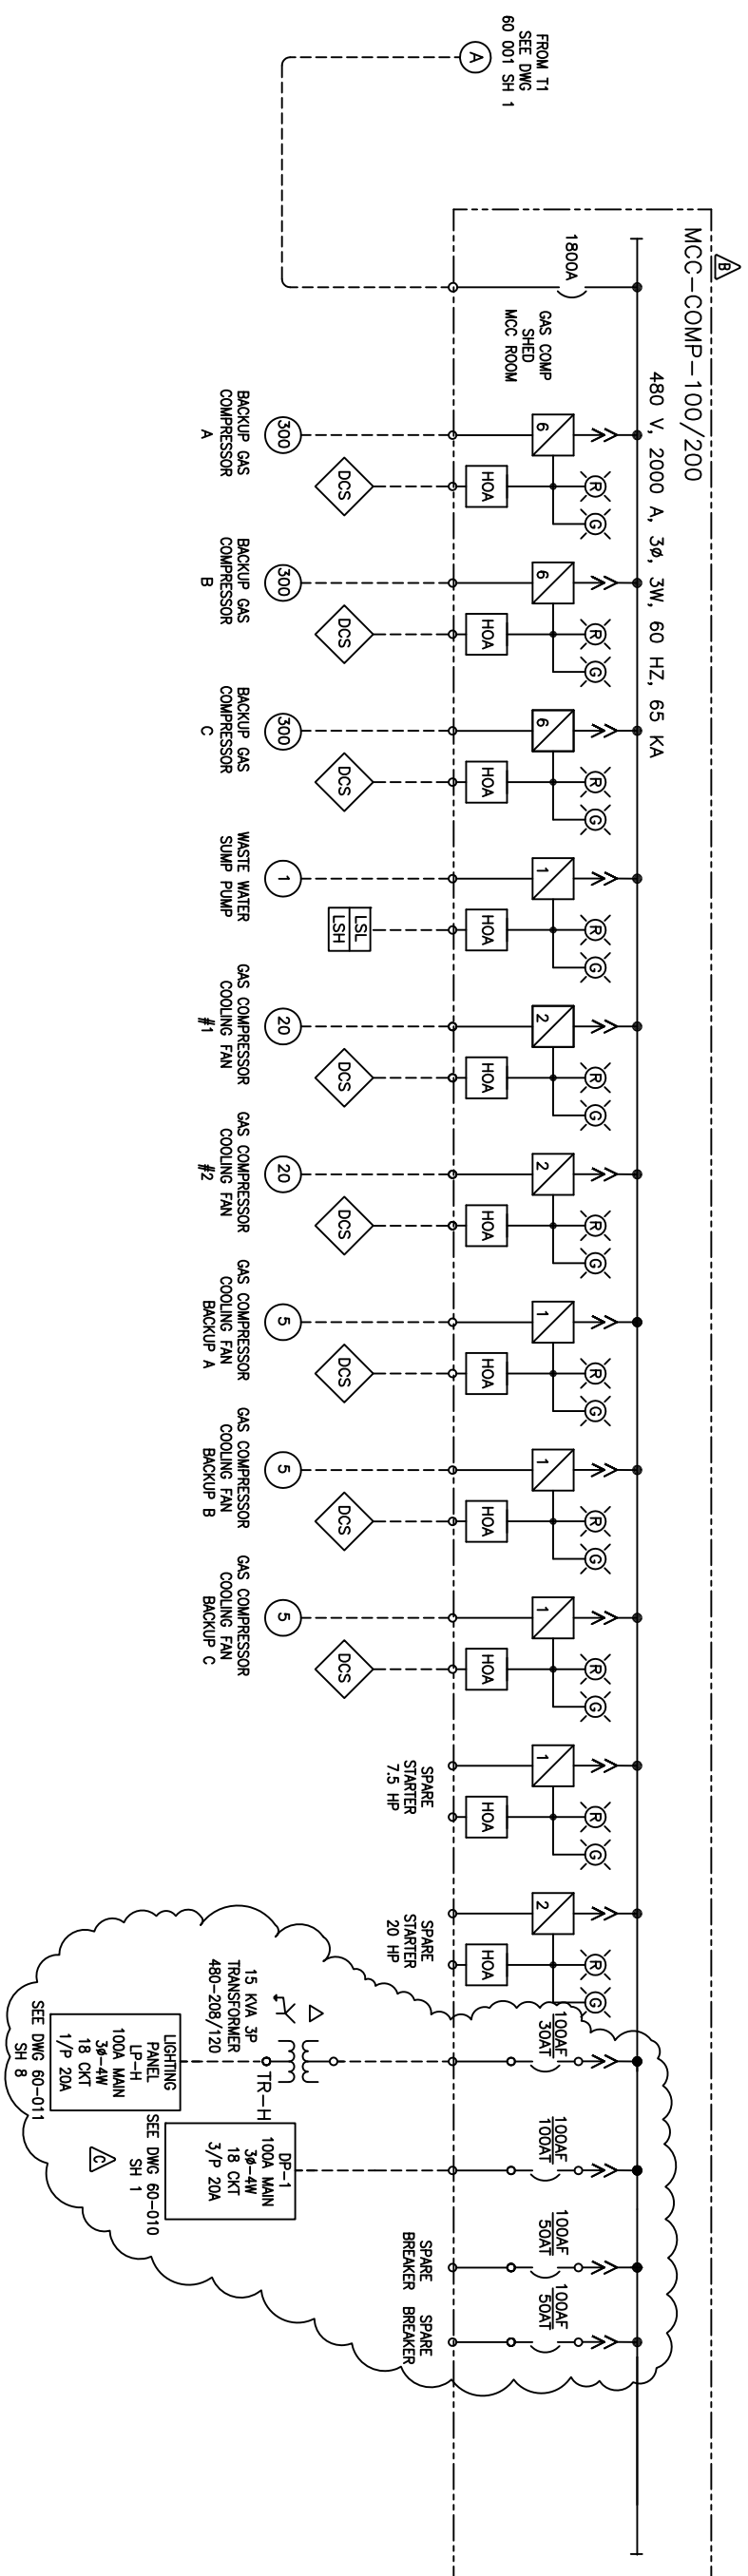 FROM T1
SEE DWG
60 001 SH 1
A
B
MCC-COMP-100/200
480 V, 2000 A, 3Ø, 3W, 60 HZ, 65 KA
1800A
GAS COMP
SHED
MCC ROOM
6
R
G
HOA
DCS
300
BACKUP GAS
COMPRESSOR
A
6
R
G
HOA
DCS
300
BACKUP GAS
COMPRESSOR
B
6
R
G
HOA
DCS
300
BACKUP GAS
COMPRESSOR
C
1
R
G
HOA
LSL
LSH
1
WASTE WATER
SUMP PUMP
2
R
G
HOA
DCS
20
GAS COMPRESSOR
COOLING FAN
#1
2
R
G
HOA
DCS
20
GAS COMPRESSOR
COOLING FAN
#2
1
R
G
HOA
DCS
5
GAS COMPRESSOR
COOLING FAN
BACKUP A
1
R
G
HOA
DCS
5
GAS COMPRESSOR
COOLING FAN
BACKUP B
1
R
G
HOA
DCS
5
GAS COMPRESSOR
COOLING FAN
BACKUP C
1
R
G
HOA
SPARE
STARTER
7.5 HP
2
R
G
HOA
SPARE
STARTER
20 HP
100AF
30AT
15 KVA 3P
TRANSFORMER
480-208/120
TR-H
LIGHTING
PANEL
LP-H
100A MAIN
3Ø-4W
18 CKT
1/P 20A
SEE DWG 60-011
SH 8
100AF
100AT
DP-1
100A MAIN
3Ø-4W
18 CKT
3/P 20A
SEE DWG 60-010
SH 1
C
100AF
50AT
SPARE
BREAKER
100AF
50AT
SPARE
BREAKER